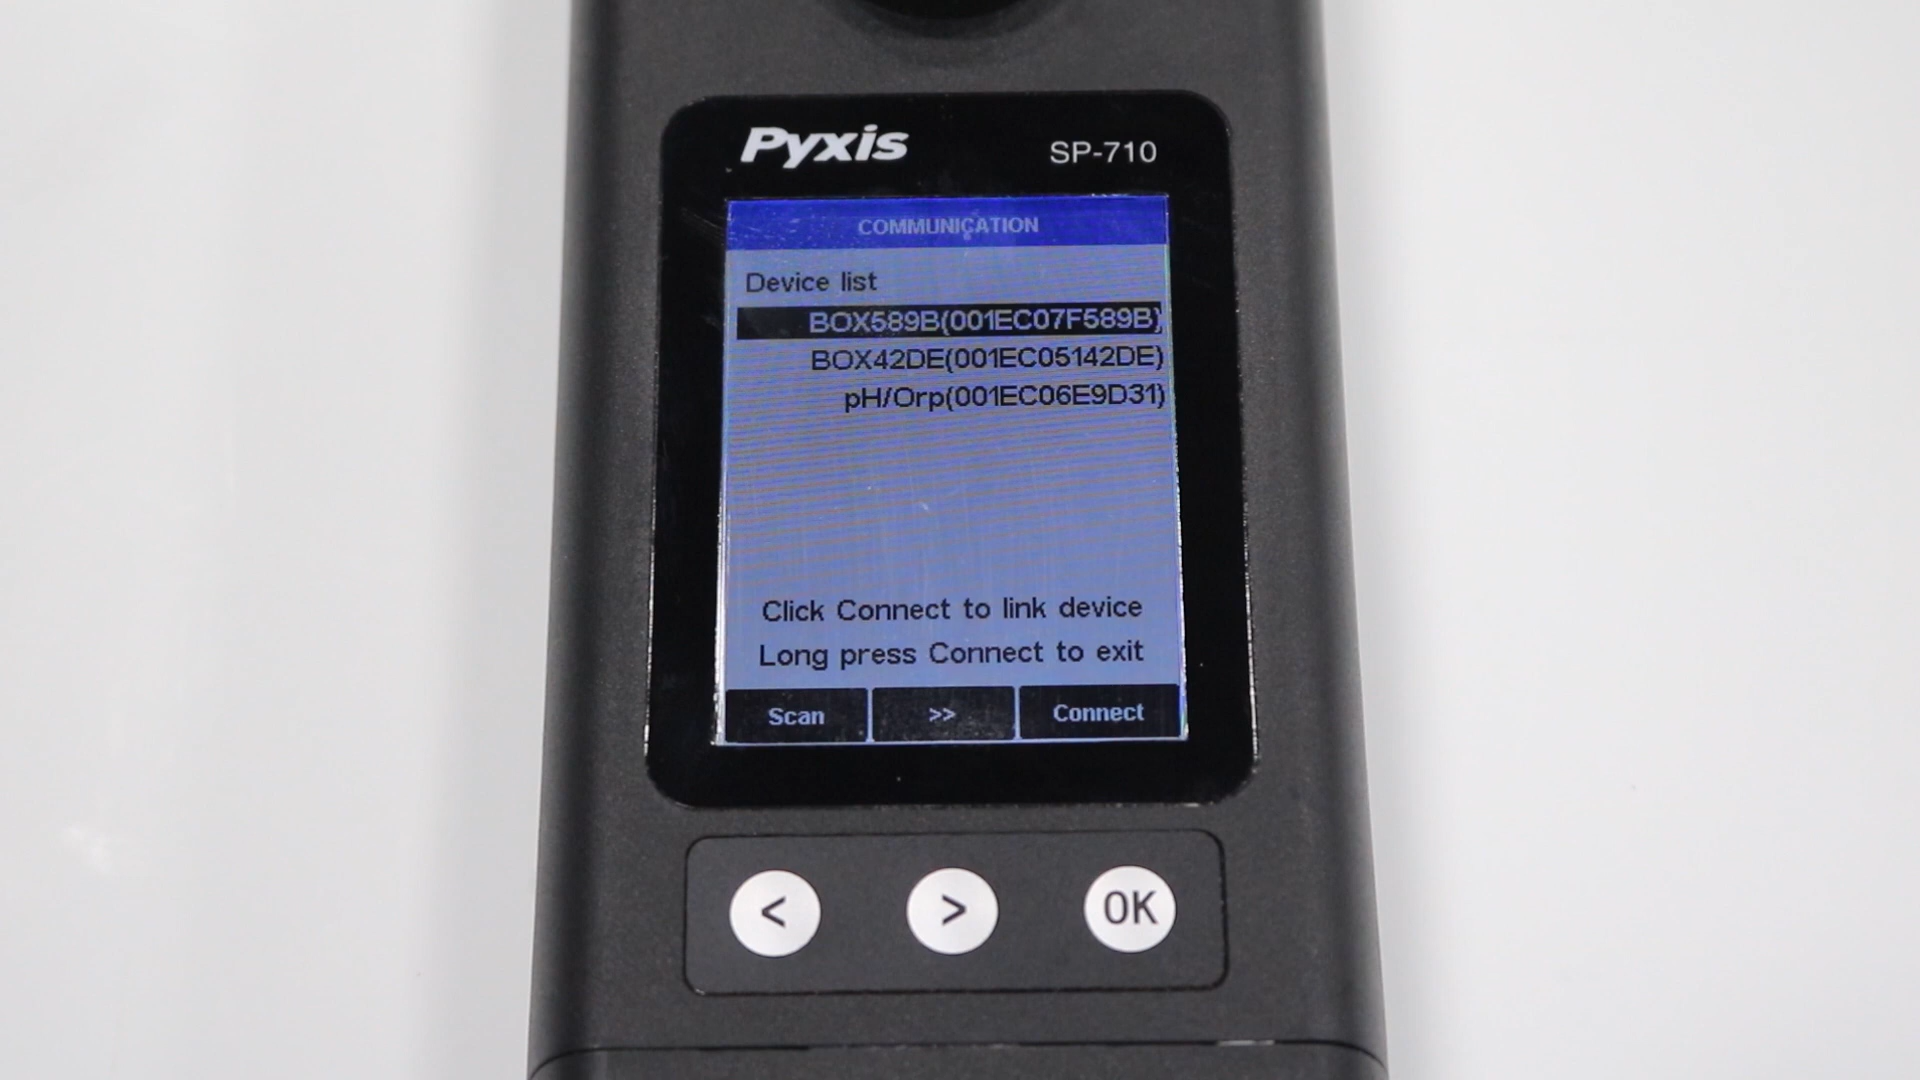 Pyxis SP-710
COMMUNICATION
Device list
BOX589B(001EC07F589B)
BOX42DE(001EC05142DE)
pH/Orp(001EC06E9D31)
Click Connect to link device
Long press Connect to exit
Scan >> Connect
< > OK